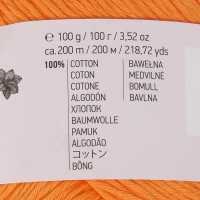 ℮ 100 g / 100 г / 3,52 oz
ca. 200 m / 200 м / 218,72 yds
100% COTTON BAWEŁNA
COTON MEDVILNĖ
COTONE BOMULL
ALGODÓN BAVLNA
ХЛОПОК
BAUMWOLLE
PAMUK
ALGODÃO
コットン
BÔNG